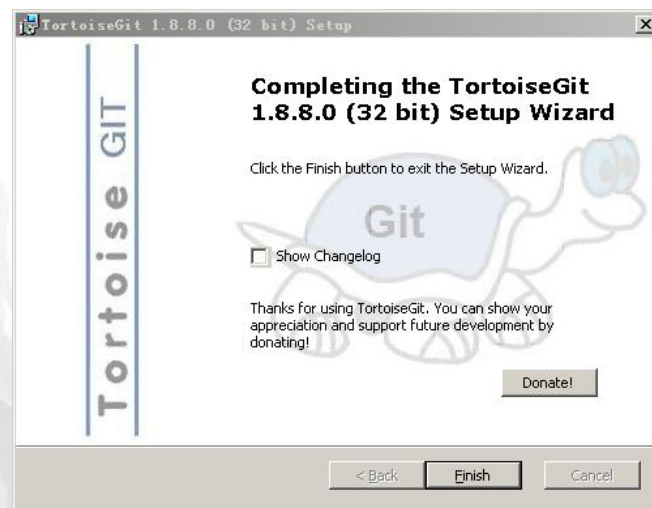 TortoiseGit 1.8.8.0 (32 bit) Setup
Tortoise GIT
Completing the TortoiseGit
1.8.8.0 (32 bit) Setup Wizard
Click the Finish button to exit the Setup Wizard.
Git
Show Changelog
Thanks for using TortoiseGit. You can show your
appreciation and support future development by
donating!
Donate!
< Back
Finish
Cancel